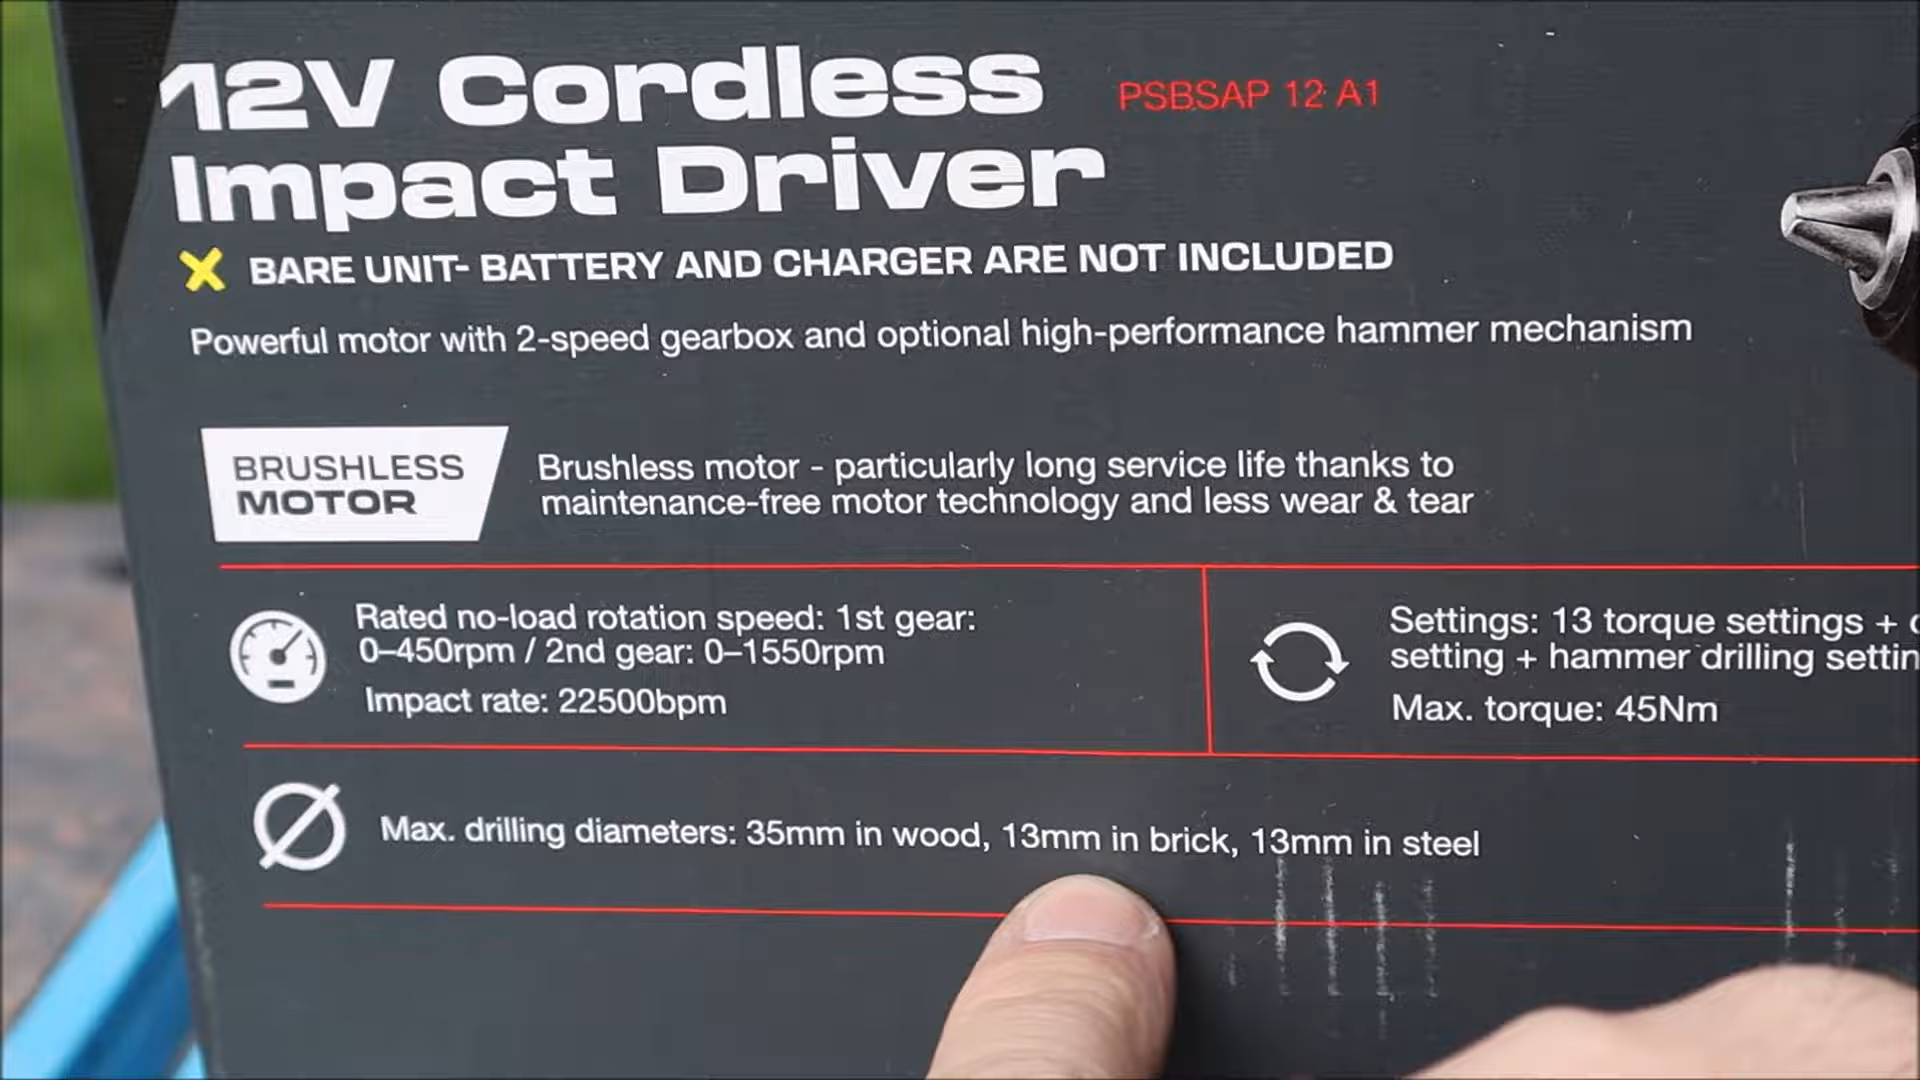 12V Cordless
Impact Driver
PSBSAP 12 A1
BARE UNIT- BATTERY AND CHARGER ARE NOT INCLUDED
Powerful motor with 2-speed gearbox and optional high-performance hammer mechanism
BRUSHLESS
MOTOR
Brushless motor - particularly long service life thanks to
maintenance-free motor technology and less wear & tear
Rated no-load rotation speed: 1st gear:
0–450rpm / 2nd gear: 0–1550rpm
Impact rate: 22500bpm
Settings: 13 torque settings +
setting + hammer drilling
Max. torque: 45Nm
Max. drilling diameters: 35mm in wood, 13mm in brick, 13mm in steel